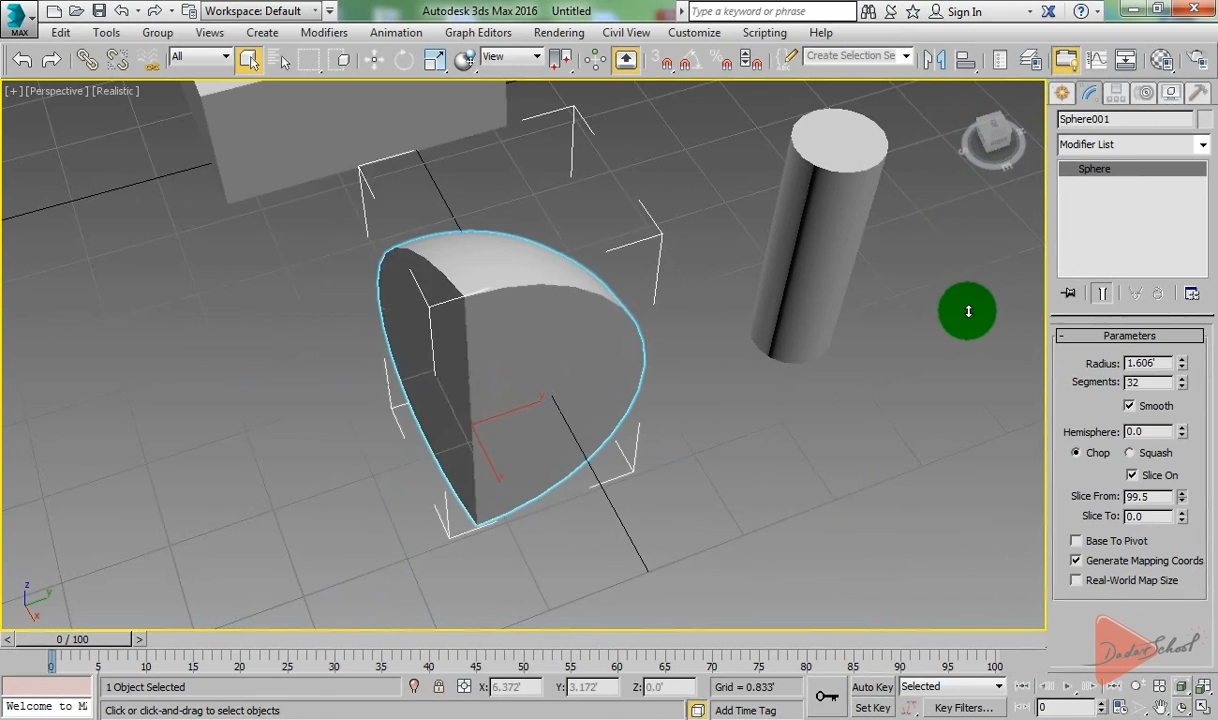 Workspace: Default
Autodesk 3ds Max 2016    Untitled
Type a keyword or phrase
Sign In
MAX
Edit Tools Group Views Create Modifiers Animation Graph Editors Rendering Civil View Customize Scripting Help
All
View
Create Selection Se
[+] [Perspective] [Realistic]
Sphere001
Modifier List
Sphere
- Parameters
Radius: 1.606'
Segments: 32
Smooth
Hemisphere: 0.0
Chop Squash
Slice On
Slice From: 99.5
Slice To: 0.0
Base To Pivot
Generate Mapping Coords
Real-World Map Size
Dadar School
y
x
z
y
x
< 0 / 100 >
0 5 10 15 20 25 30 35 40 45 50 55 60 65 70 75 80 85 90 95 100
1 Object Selected
X: 6.372' Y: 3.172' Z: 0.0' Grid = 0.833'
Auto Key Selected
Welcome to M
Click or click-and-drag to select objects
Add Time Tag
Set Key Key Filters...
0